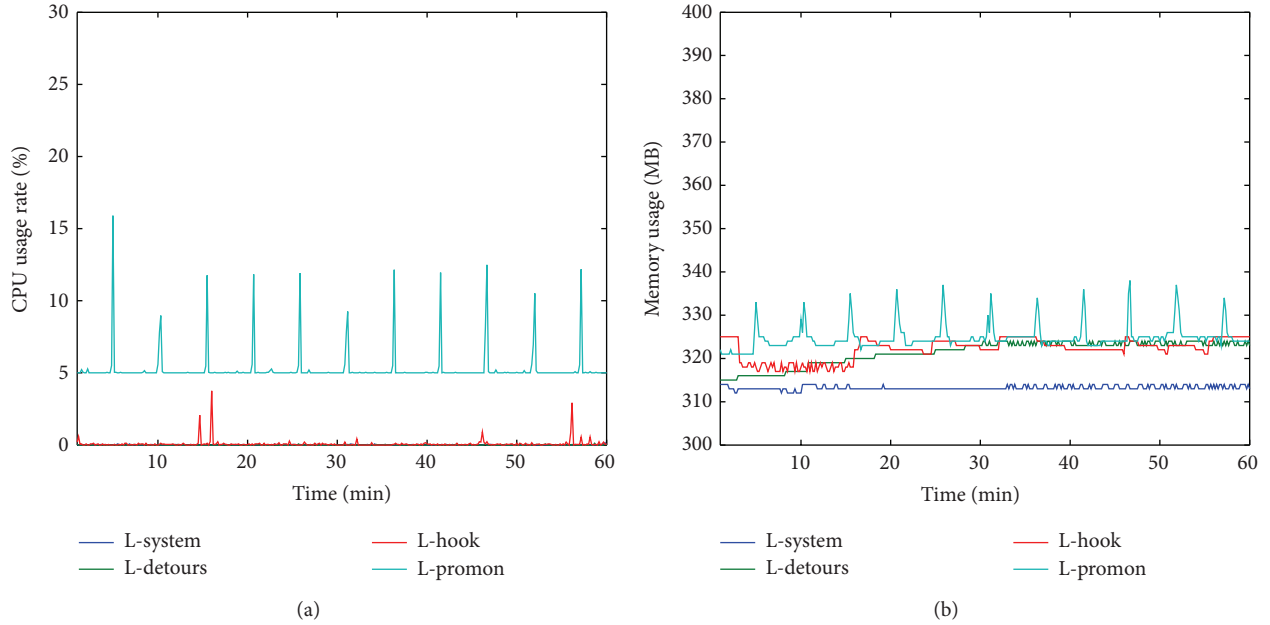 CPU usage rate (%)
30
25
20
15
10
5
0
10 20 30 40 50 60
Time (min)
L-system
L-hook
L-detours
L-promon
(a)
Memory usage (MB)
400
390
380
370
360
350
340
330
320
310
300
10 20 30 40 50 60
Time (min)
L-system
L-hook
L-detours
L-promon
(b)